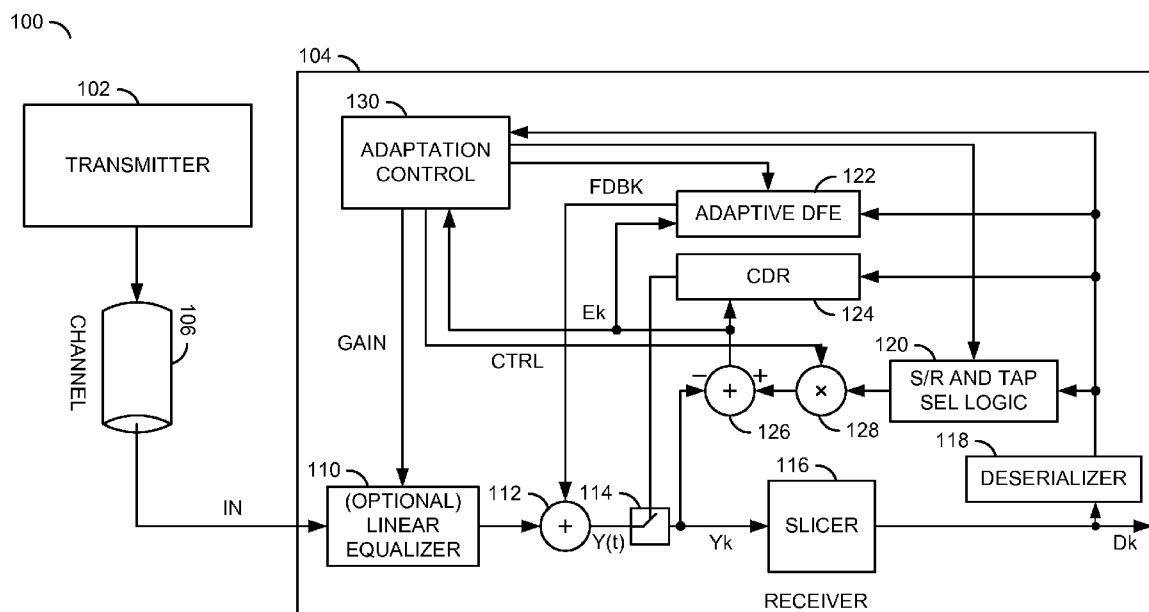 100
102
TRANSMITTER
CHANNEL
106
IN
104
130
ADAPTATION
CONTROL
FDBK
122
ADAPTIVE DFE
CDR
124
Ek
GAIN
CTRL
120
S/R AND TAP
SEL LOGIC
−
+
+
×
126
128
118
DESERIALIZER
110
(OPTIONAL)
LINEAR
EQUALIZER
112
+
Y(t)
114
Yk
116
SLICER
Dk
RECEIVER